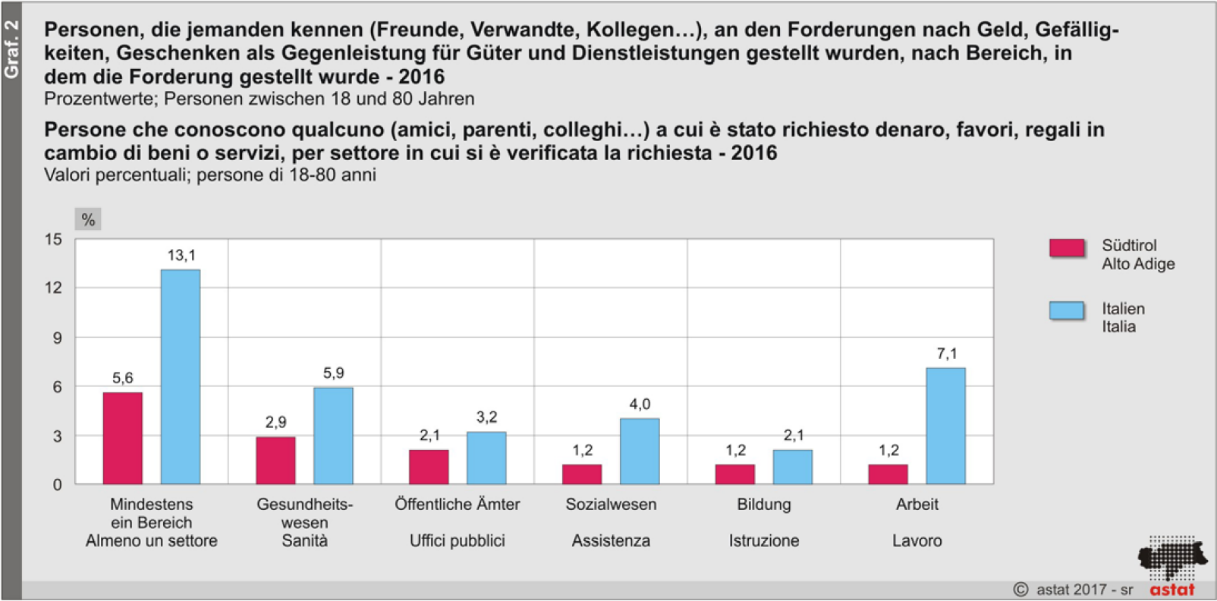 Graf. 2
Personen, die jemanden kennen (Freunde, Verwandte, Kollegen…), an den Forderungen nach Geld, Gefällig-
keiten, Geschenken als Gegenleistung für Güter und Dienstleistungen gestellt wurden, nach Bereich, in
dem die Forderung gestellt wurde - 2016
Prozentwerte; Personen zwischen 18 und 80 Jahren
Persone che conoscono qualcuno (amici, parenti, colleghi…) a cui è stato richiesto denaro, favori, regali in
cambio di beni o servizi, per settore in cui si è verificata la richiesta - 2016
Valori percentuali; persone di 18-80 anni
%
15
12
9
6
3
0
5,6
13,1
2,9
5,9
2,1
3,2
1,2
4,0
1,2
2,1
1,2
7,1
Mindestens
ein Bereich
Almeno un settore
Gesundheits-
wesen
Sanità
Öffentliche Ämter
Uffici pubblici
Sozialwesen
Assistenza
Bildung
Istruzione
Arbeit
Lavoro
Südtirol
Alto Adige
Italien
Italia
© astat 2017 - sr
astat